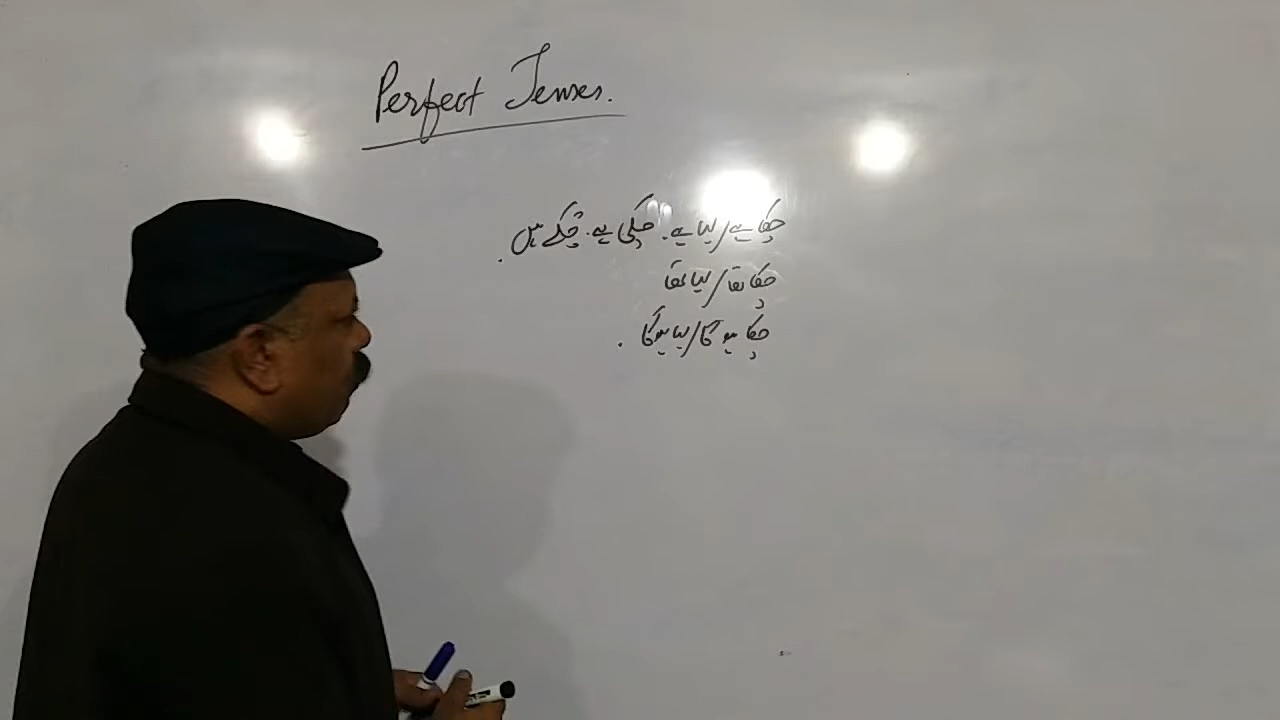 Perfect Tenses.
چکا ہے / لیا ہے. چکی ہے. چکے ہیں.
چکا تھا / لیا تھا
چکا ہو گا / لیا ہو گا.